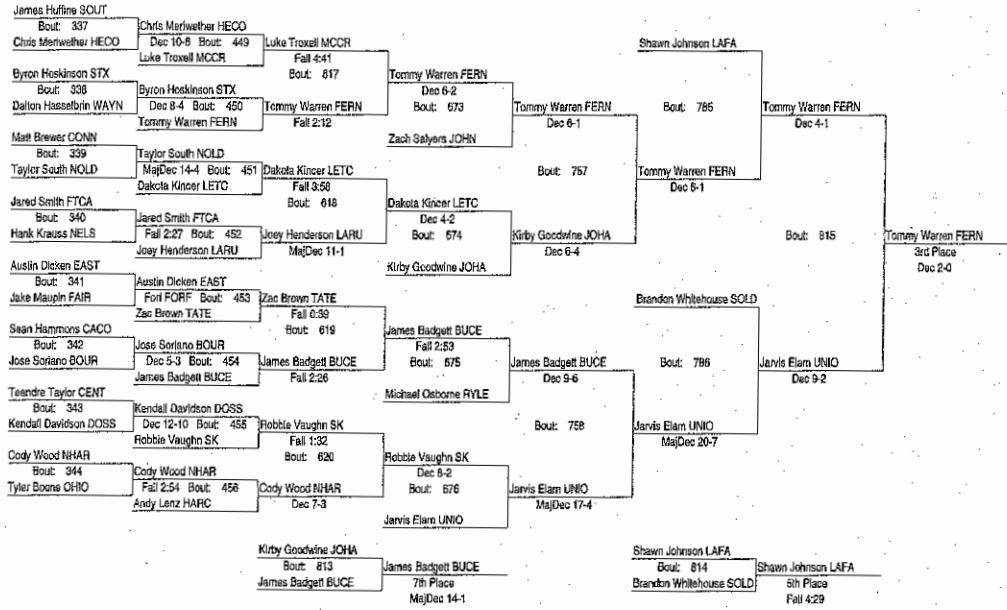 James Huffine SOUT
Bout: 337
Chris Meriwether HECO
Chris Meriwether HECO
Dec 10-8 Bout: 449
Luke Troxell MCCR
Luke Troxell MCCR
Fall 4:41
Bout: 617
Byron Hoskinson STX
Bout: 338
Dalton Hasselbrin WAYN
Byron Hoskinson STX
Dec 8-4 Bout: 450
Tommy Warren FERN
Tommy Warren FERN
Fall 2:12
Tommy Warren FERN
Dec 6-2
Bout: 673
Zach Salyers JOHN
Matt Brewer CONN
Bout: 339
Taylor South NOLD
Taylor South NOLD
MajDec 14-4 Bout: 451
Dakota Kincer LETC
Dakota Kincer LETC
Fall 3:58
Bout: 618
Jared Smith FTCA
Bout: 340
Hank Krauss NELS
Jared Smith FTCA
Fall 2:27 Bout: 452
Joey Henderson LARU
Joey Henderson LARU
MajDec 11-1
Dakota Kincer LETC
Dec 4-2
Bout: 674
Kirby Goodwine JOHA
Tommy Warren FERN
Dec 6-1
Bout: 757
Kirby Goodwine JOHA
Dec 6-4
Austin Dicken EAST
Bout: 341
Jake Maupin FAIR
Austin Dicken EAST
Forf FORF Bout: 453
Zac Brown TATE
Zac Brown TATE
Fall 0:39
Bout: 619
Sean Hammons CACO
Bout: 342
Jose Soriano BOUR
Jose Soriano BOUR
Dec 5-3 Bout: 454
James Badgett BUCE
James Badgett BUCE
Fall 2:26
James Badgett BUCE
Fall 2:53
Bout: 675
Michael Osborne RYLE
Teendre Taylor CENT
Bout: 343
Kendall Davidson DOSS
Kendall Davidson DOSS
Dec 12-10 Bout: 455
Robbie Vaughn SK
Robbie Vaughn SK
Fall 1:32
Bout: 620
Cody Wood NHAR
Bout: 344
Tyler Boone OHIO
Cody Wood NHAR
Fall 2:54 Bout: 456
Andy Lenz HARC
Cody Wood NHAR
Dec 7-3
Robbie Vaughn SK
Dec 8-2
Bout: 676
Jarvis Elam UNIO
James Badgett BUCE
Dec 9-6
Bout: 758
Jarvis Elam UNIO
MajDec 17-4
Shawn Johnson LAFA
Bout: 785
Tommy Warren FERN
Dec 6-1
Tommy Warren FERN
Dec 4-1
Brandon Whitehouse SOLD
Bout: 786
Jarvis Elam UNIO
MajDec 20-7
Jarvis Elam UNIO
Dec 9-2
Bout: 815
Tommy Warren FERN
3rd Place
Dec 2-0
Kirby Goodwine JOHA
Bout: 813
James Badgett BUCE
James Badgett BUCE
7th Place
MajDec 14-1
Shawn Johnson LAFA
Bout: 814
Brandon Whitehouse SOLD
Shawn Johnson LAFA
5th Place
Fall 4:29